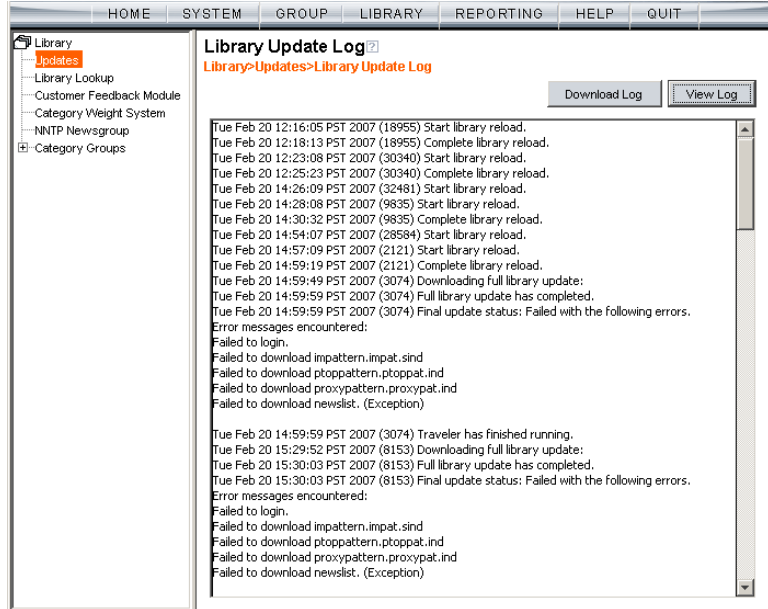 HOME SYSTEM GROUP LIBRARY REPORTING HELP QUIT
Library
Updates
Library Lookup
Customer Feedback Module
Category Weight System
NNTP Newsgroup
Category Groups
Library Update Log
Library>Updates>Library Update Log
Download Log View Log
Tue Feb 20 12:16:05 PST 2007 (18955) Start library reload.
Tue Feb 20 12:18:13 PST 2007 (18955) Complete library reload.
Tue Feb 20 12:23:08 PST 2007 (30340) Start library reload.
Tue Feb 20 12:25:23 PST 2007 (30340) Complete library reload.
Tue Feb 20 14:26:09 PST 2007 (32481) Start library reload.
Tue Feb 20 14:28:08 PST 2007 (9835) Start library reload.
Tue Feb 20 14:30:32 PST 2007 (9835) Complete library reload.
Tue Feb 20 14:54:07 PST 2007 (28584) Start library reload.
Tue Feb 20 14:57:09 PST 2007 (2121) Start library reload.
Tue Feb 20 14:59:19 PST 2007 (2121) Complete library reload.
Tue Feb 20 14:59:49 PST 2007 (3074) Downloading full library update:
Tue Feb 20 14:59:59 PST 2007 (3074) Full library update has completed.
Tue Feb 20 14:59:59 PST 2007 (3074) Final update status: Failed with the following errors.
Error messages encountered:
Failed to login.
Failed to download impattern.impat.sind
Failed to download ptoppattern.ptoppat.ind
Failed to download proxypattern.proxypat.ind
Failed to download newslist. (Exception)
Tue Feb 20 14:59:59 PST 2007 (3074) Traveler has finished running.
Tue Feb 20 15:29:52 PST 2007 (8153) Downloading full library update:
Tue Feb 20 15:30:03 PST 2007 (8153) Full library update has completed.
Tue Feb 20 15:30:03 PST 2007 (8153) Final update status: Failed with the following errors.
Error messages encountered:
Failed to login.
Failed to download impattern.impat.sind
Failed to download ptoppattern.ptoppat.ind
Failed to download proxypattern.proxypat.ind
Failed to download newslist. (Exception)